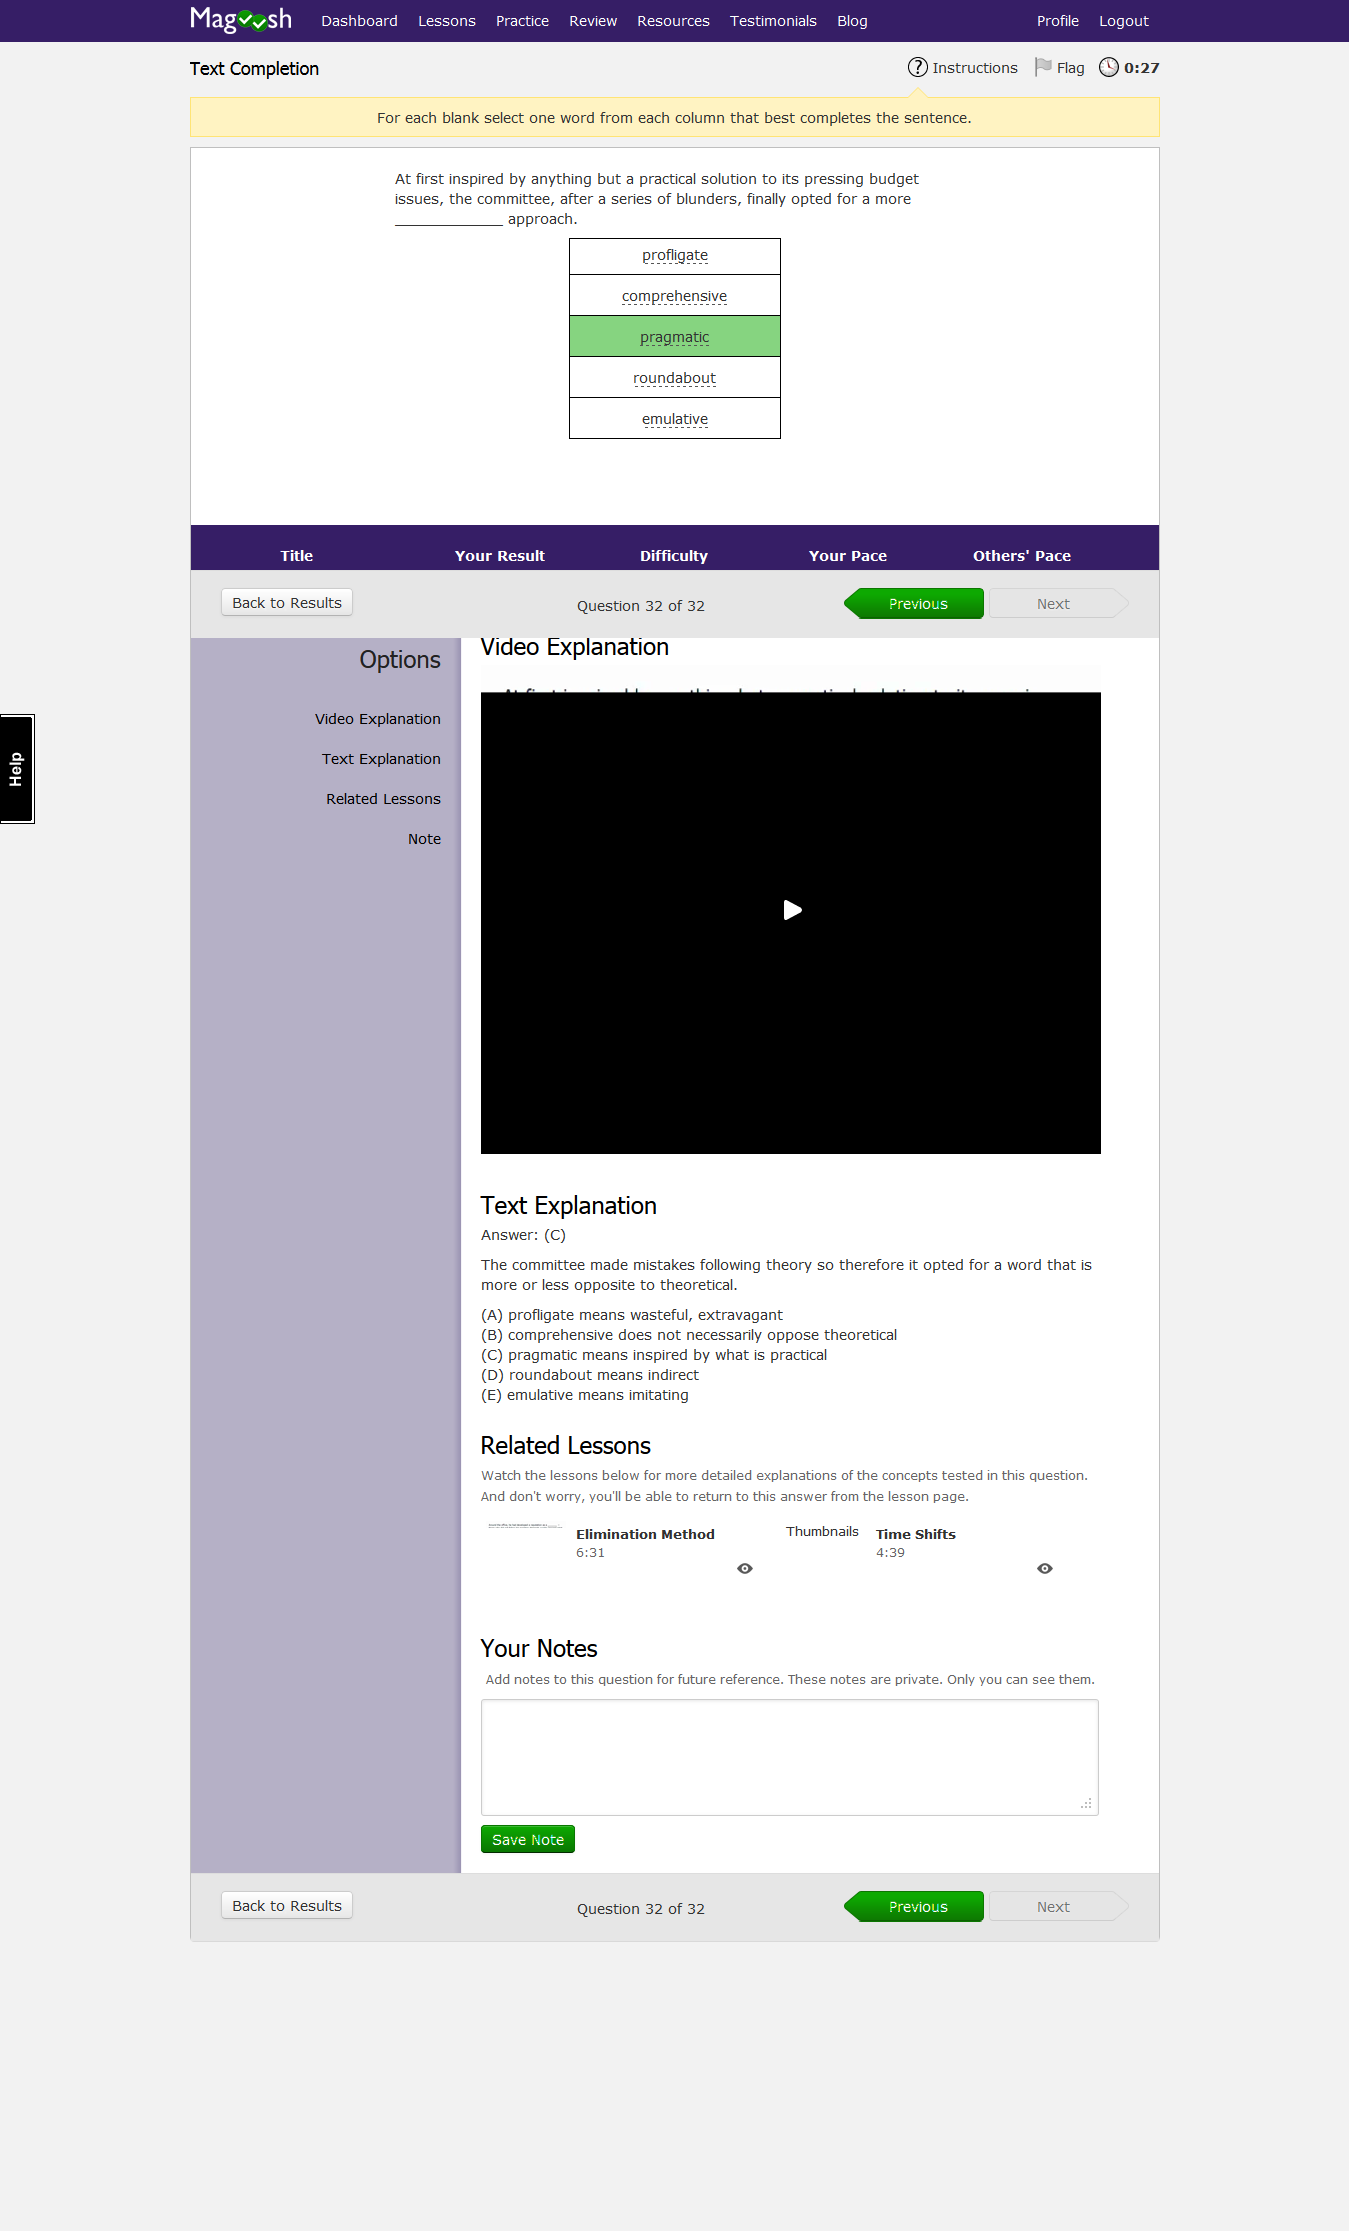 Magoosh
Dashboard
Lessons
Practice
Review
Resources
Testimonials
Blog
Profile
Logout
Text Completion
? Instructions
Flag
0:27
For each blank select one word from each column that best completes the sentence.
At first inspired by anything but a practical solution to its pressing budget
issues, the committee, after a series of blunders, finally opted for a more
_____________ approach.
profligate
comprehensive
pragmatic
roundabout
emulative
Title
Your Result
Difficulty
Your Pace
Others' Pace
Back to Results
Question 32 of 32
Previous
Next
Options
Video Explanation
Text Explanation
Related Lessons
Note
Help
Video Explanation
Text Explanation
Answer: (C)
The committee made mistakes following theory so therefore it opted for a word that is
more or less opposite to theoretical.
(A) profligate means wasteful, extravagant
(B) comprehensive does not necessarily oppose theoretical
(C) pragmatic means inspired by what is practical
(D) roundabout means indirect
(E) emulative means imitating
Related Lessons
Watch the lessons below for more detailed explanations of the concepts tested in this question.
And don't worry, you'll be able to return to this answer from the lesson page.
Elimination Method
6:31
Thumbnails
Time Shifts
4:39
Your Notes
Add notes to this question for future reference. These notes are private. Only you can see them.
Save Note
Back to Results
Question 32 of 32
Previous
Next